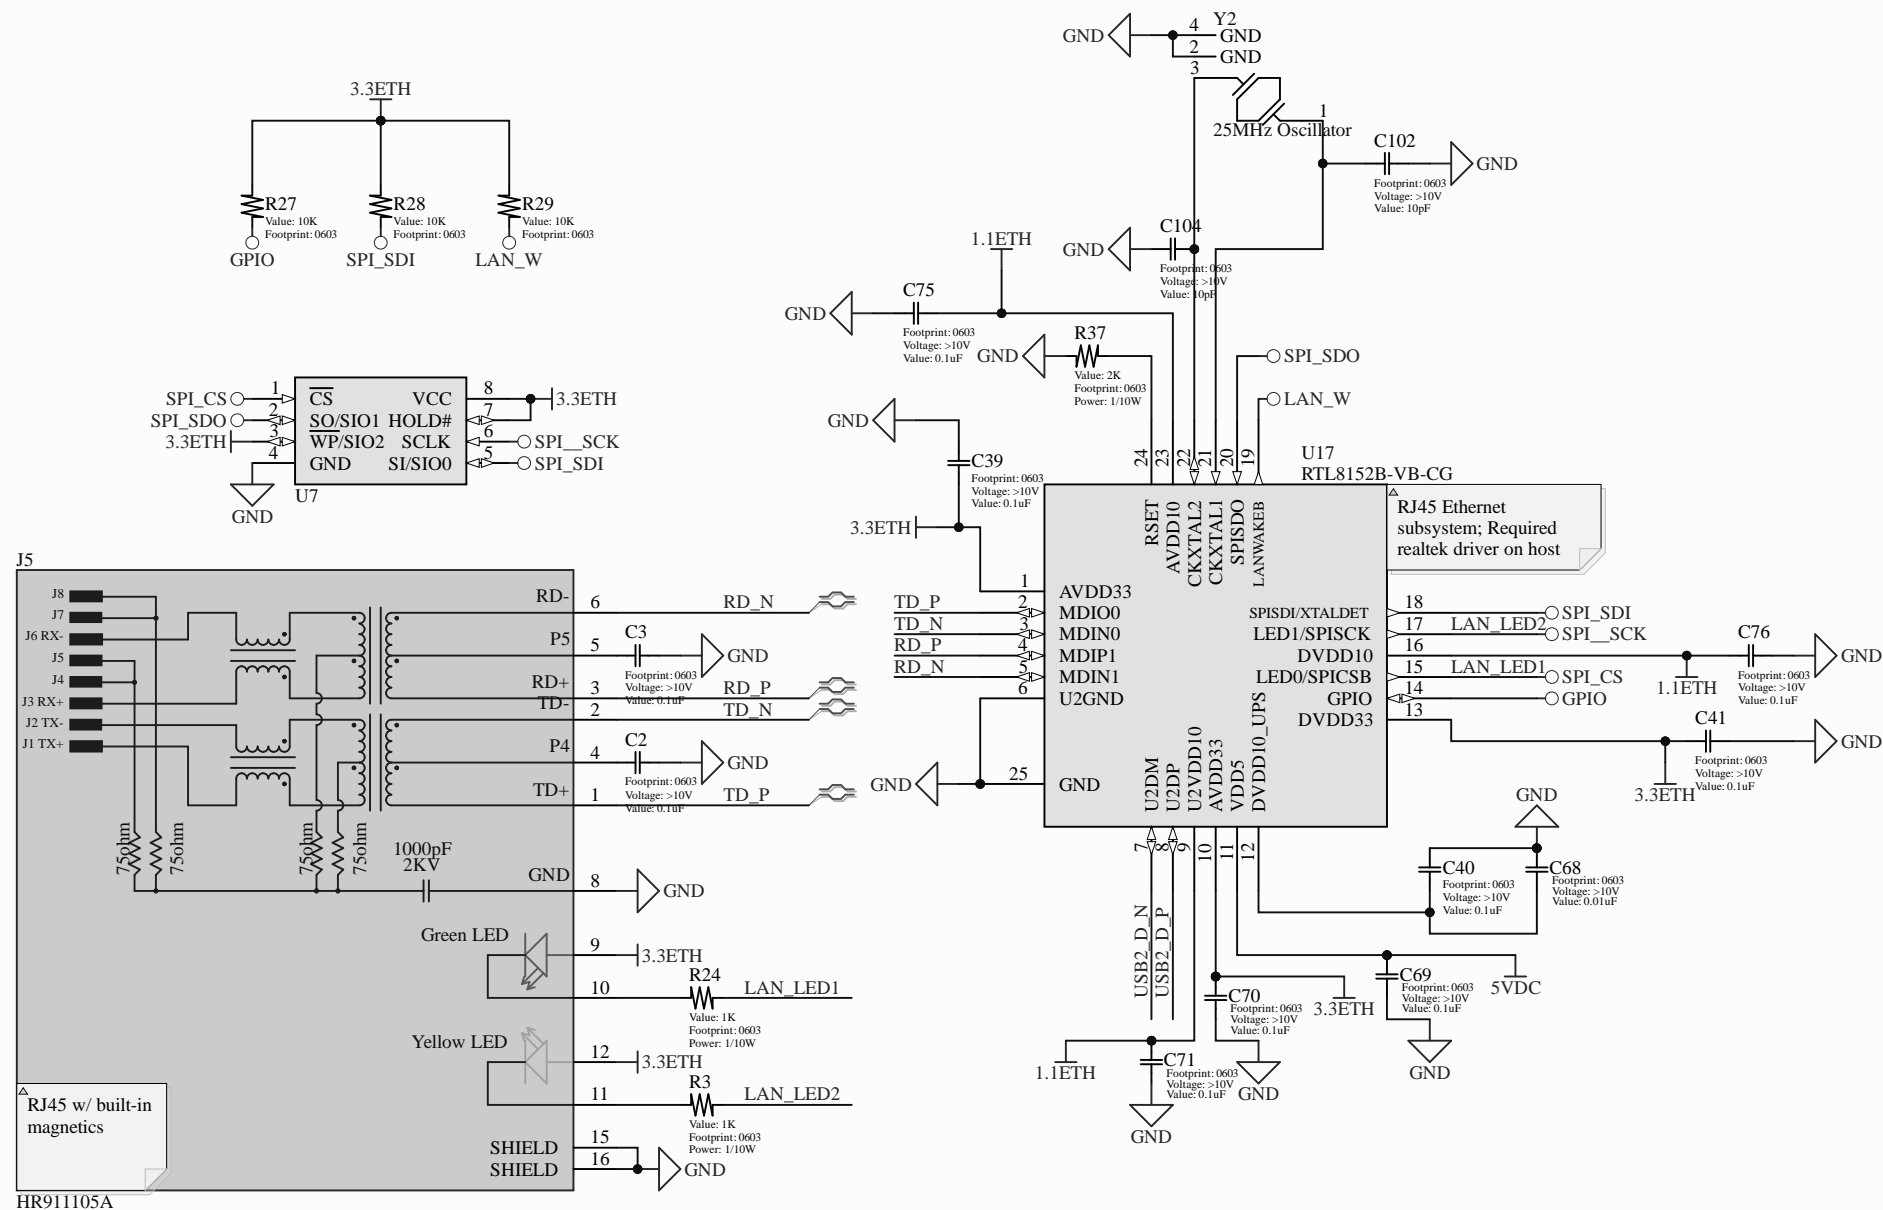 Y2
GND
4
GND
2
GND
3
1
25MHz Oscillator
C102
GND
Footprint: 0603
Voltage: >10V
Value: 10pF
3.3ETH
R27
Value: 10K
Footprint: 0603
GPIO
R28
Value: 10K
Footprint: 0603
SPI_SDI
R29
Value: 10K
Footprint: 0603
LAN_W
C104
GND
Footprint: 0603
Voltage: >10V
Value: 10pF
1.1ETH
C75
GND
Footprint: 0603
Voltage: >10V
Value: 0.1uF
R37
GND
Value: 2K
Footprint: 0603
Power: 1/10W
SPI_SDO
LAN_W
GND
C39
Footprint: 0603
Voltage: >10V
Value: 0.1uF
3.3ETH
SPI_CS 1 CS VCC 8 3.3ETH
SPI_SDO 2 SO/SIO1 HOLD# 7
3.3ETH 3 WP/SIO2 SCLK 6 SPI__SCK
4 GND SI/SIO0 5 SPI_SDI
U7
GND
U17
RTL8152B-VB-CG
RJ45 Ethernet
subsystem; Required
realtek driver on host
24 23 22 21 20 19
RSET AVDD10 CKXTAL2 CKXTAL1 SPISDO LANWAKEB
1 AVDD33
TD_P 2 MDIO0
TD_N 3 MDIN0
RD_P 4 MDIP1
RD_N 5 MDIN1
6 U2GND
GND 25 GND
SPISDI/XTALDET 18 SPI_SDI
LED1/SPISCK 17 LAN_LED2 SPI__SCK
DVDD10 16
LED0/SPICSB 15 LAN_LED1 SPI_CS
GPIO 14 GPIO
DVDD33 13
1.1ETH
C76
GND
Footprint: 0603
Voltage: >10V
Value: 0.1uF
C41
GND
Footprint: 0603
Voltage: >10V
Value: 0.1uF
3.3ETH
U2DM U2DP U2VDD10 AVDD33 VDD5 DVDD10_UPS
7 8 9 10 11 12
USB2_D_N
USB2_D_P
GND
C40
Footprint: 0603
Voltage: >10V
Value: 0.1uF
C68
Footprint: 0603
Voltage: >10V
Value: 0.01uF
C69
Footprint: 0603
Voltage: >10V
Value: 0.1uF
5VDC
GND
C70
Footprint: 0603
Voltage: >10V
Value: 0.1uF
3.3ETH
GND
1.1ETH
C71
Footprint: 0603
Voltage: >10V
Value: 0.1uF
GND
J5
J8
J7
J6 RX-
J5
J4
J3 RX+
J2 TX-
J1 TX+
RD- 6 RD_N
P5 5
C3
GND
Footprint: 0603
Voltage: >10V
Value: 0.1uF
RD+ 3 RD_P
TD- 2 TD_N
P4 4
C2
GND
Footprint: 0603
Voltage: >10V
Value: 0.1uF
TD+ 1 TD_P
75ohm 75ohm 75ohm 75ohm
1000pF
2KV
GND 8 GND
Green LED
9 3.3ETH
R24
10 LAN_LED1
Value: 1K
Footprint: 0603
Power: 1/10W
Yellow LED
12 3.3ETH
R3
11 LAN_LED2
Value: 1K
Footprint: 0603
Power: 1/10W
SHIELD 15
SHIELD 16 GND
RJ45 w/ built-in
magnetics
HR911105A